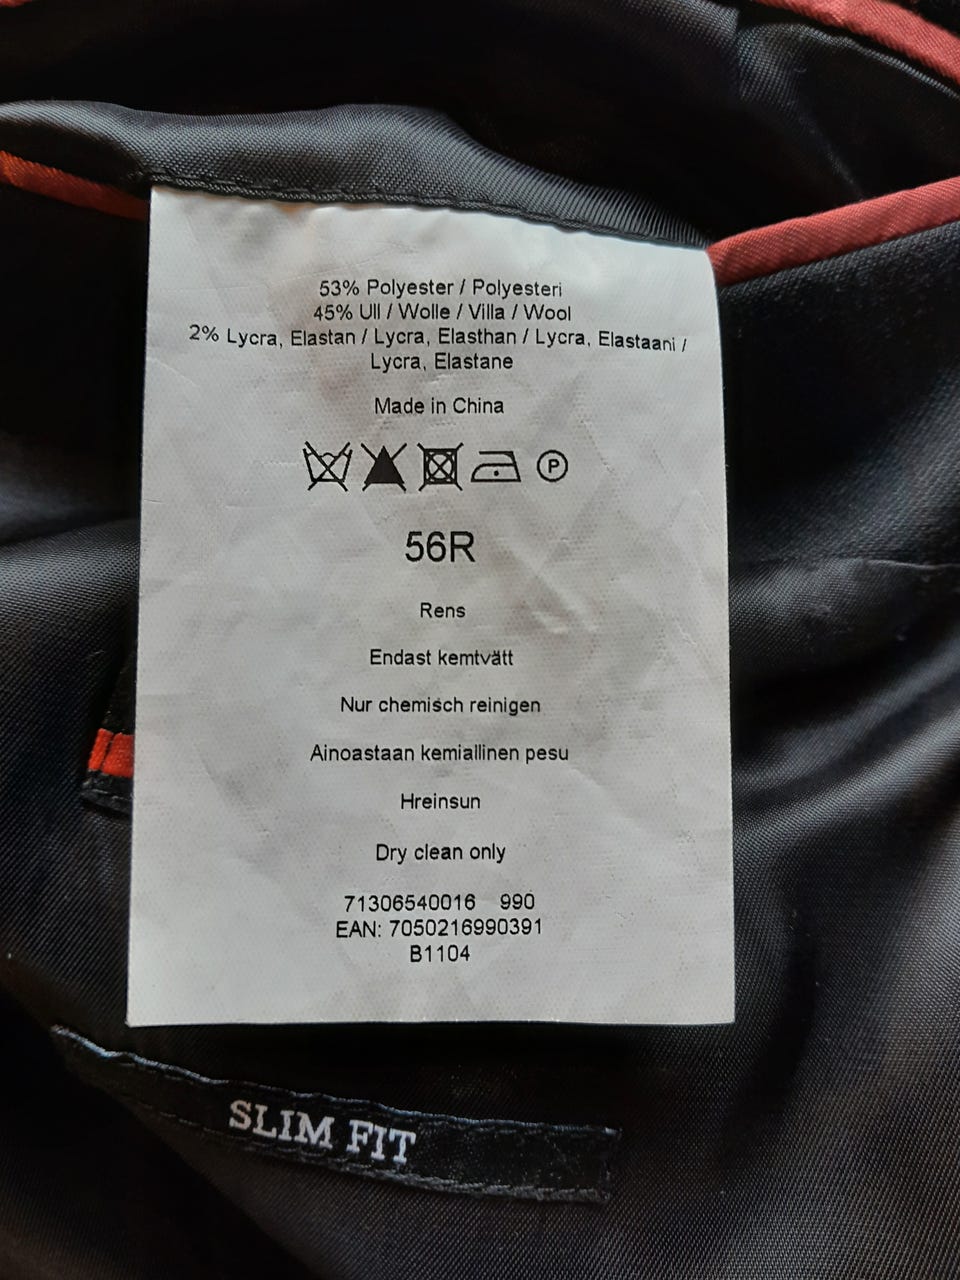 53% Polyester / Polyesteri
45% Ull / Wolle / Villa / Wool
2% Lycra, Elastan / Lycra, Elasthan / Lycra, Elastaani /
Lycra, Elastane
Made in China
P
56R
Rens
Endast kemtvätt
Nur chemisch reinigen
Ainoastaan kemiallinen pesu
Hreinsun
Dry clean only
71306540016 990
EAN: 7050216990391
B1104
SLIM FIT